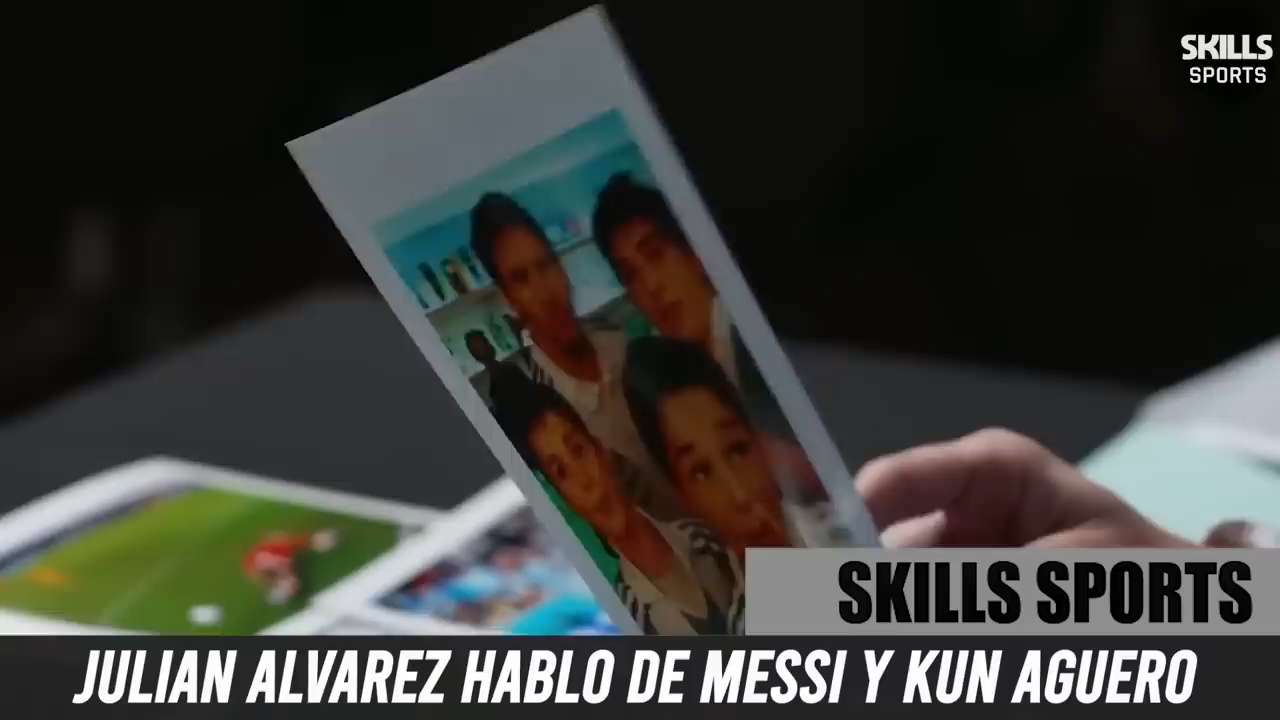 SKILLS
SPORTS
SKILLS SPORTS
JULIAN ALVAREZ HABLO DE MESSI Y KUN AGUERO